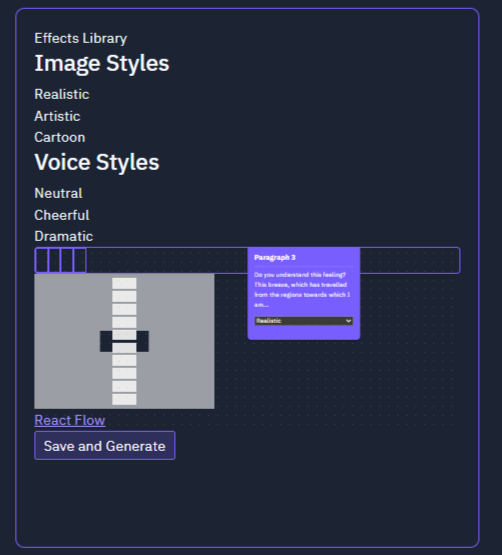 Effects Library
Image Styles
Realistic
Artistic
Cartoon
Voice Styles
Neutral
Cheerful
Dramatic
Paragraph 3
Do you understand this feeling?
This breeze, which has travelled
from the regions towards which I
am...
Realistic
React Flow
Save and Generate